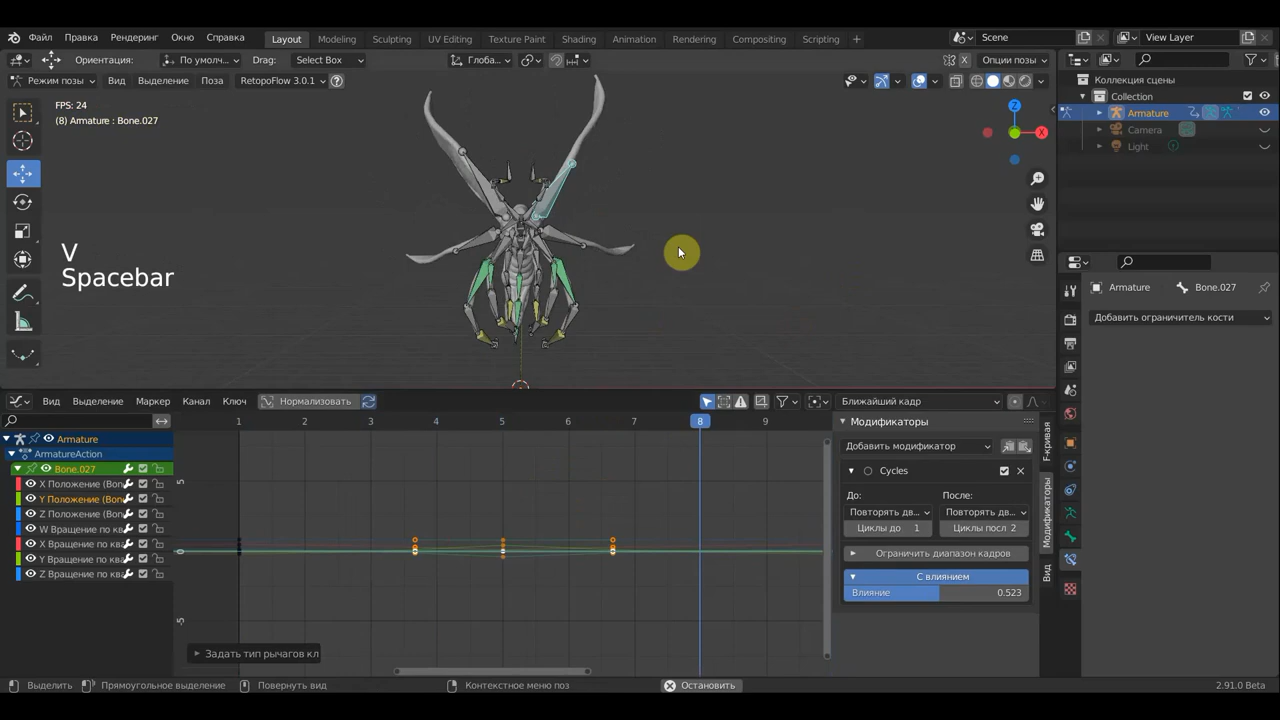 Файл Правка Рендеринг Окно Справка Layout Modeling Sculpting UV Editing Texture Paint Shading Animation Rendering Compositing Scripting + Scene View Layer
Ориентация: По умолч... Drag: Select Box Глоба... Опции позы
Режим позы Вид Выделение Поза RetopoFlow 3.0.1 ?
Коллекция сцены
Collection
Armature
Camera
Light
FPS: 24
(8) Armature : Bone.027
Z
X
V
Spacebar
Armature Bone.027
Добавить ограничитель кости
Вид Выделение Маркер Канал Ключ Нормализовать Ближайший кадр
1 2 3 4 5 6 7 8 9
5
0
-5
Armature
ArmatureAction
Bone.027
X Положение (Bon
Y Положение (Bon
Z Положение (Bon
W Вращение по ква
X Вращение по ква
Y Вращение по ква
Z Вращение по ква
Модификаторы
Добавить модификатор
Cycles
До: После:
Повторять дв... Повторять дв...
Циклы до 1 Циклы посл 2
Ограничить диапазон кадров
С влиянием
Влияние 0.523
F-кривая
Модификаторы
Вид
Задать тип рычагов кл
Выделить Прямоугольное выделение Повернуть вид Контекстное меню поз Остановить 2.91.0 Beta